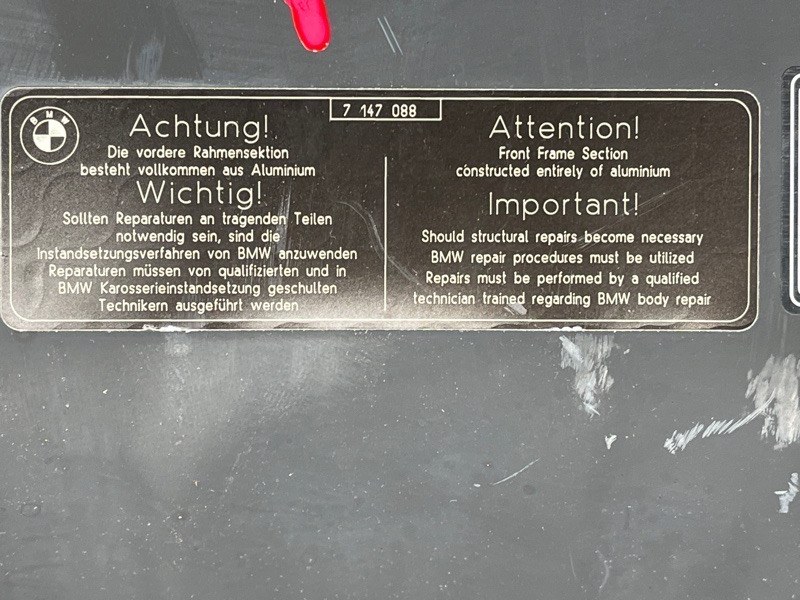 BMW
7 147 088
Achtung!
Die vordere Rahmensektion
besteht vollkommen aus Aluminium
Wichtig!
Sollten Reparaturen an tragenden Teilen
notwendig sein, sind die
Instandsetzungsverfahren von BMW anzuwenden
Reparaturen müssen von qualifizierten und in
BMW Karosserieinstandsetzung geschulten
Technikern ausgeführt werden
Attention!
Front Frame Section
constructed entirely of aluminium
Important!
Should structural repairs become necessary
BMW repair procedures must be utilized
Repairs must be performed by a qualified
technician trained regarding BMW body repair